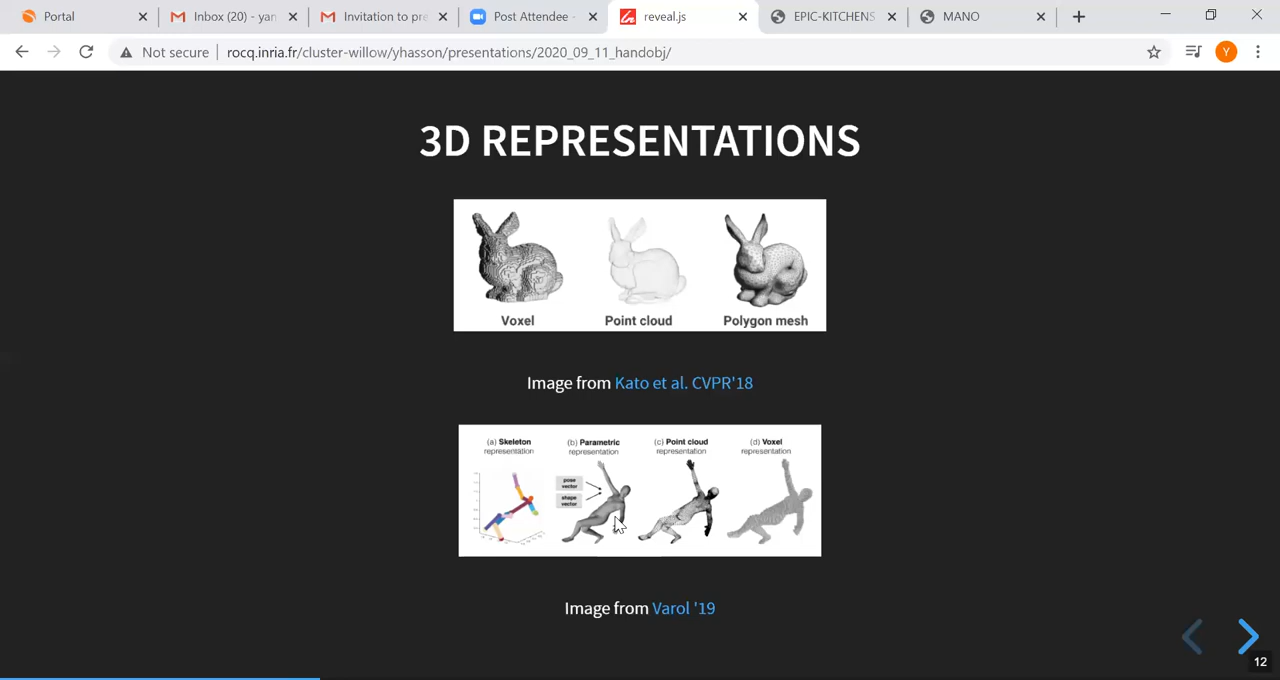 Portal
Inbox (20) - yan
Invitation to pre
Post Attendee -
reveal.js
EPIC-KITCHENS
MANO
Not secure
rocq.inria.fr/cluster-willow/yhasson/presentations/2020_09_11_handobj/
Y
3D REPRESENTATIONS
Voxel
Point cloud
Polygon mesh
Image from Kato et al. CVPR'18
(a) Skeleton
representation
(b) Parametric
representation
pose
vector
shape
vector
(c) Point cloud
representation
(d) Voxel
representation
Image from Varol '19
12